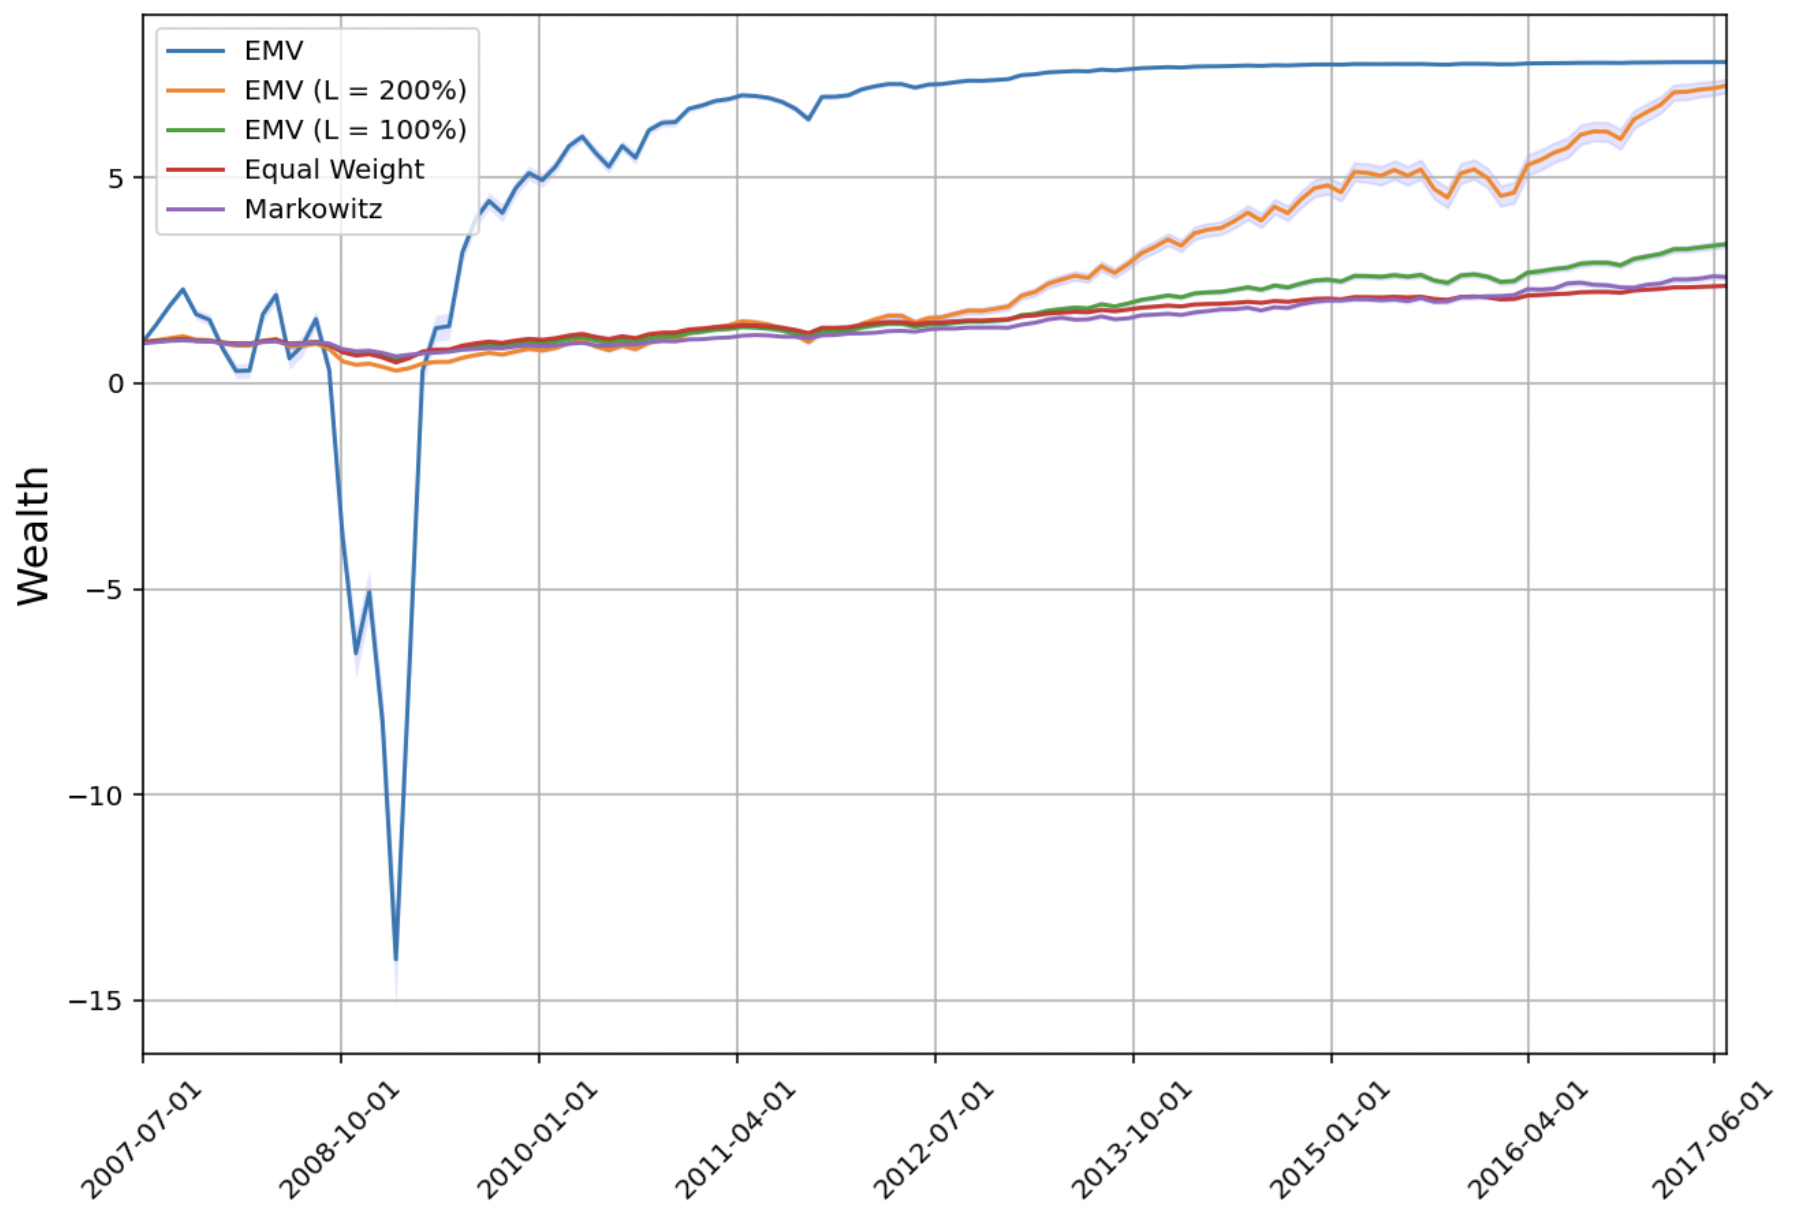 EMV
EMV (L = 200%)
EMV (L = 100%)
Equal Weight
Markowitz
Wealth
5
0
−5
−10
−15
2007-07-01
2008-10-01
2010-01-01
2011-04-01
2012-07-01
2013-10-01
2015-01-01
2016-04-01
2017-06-01